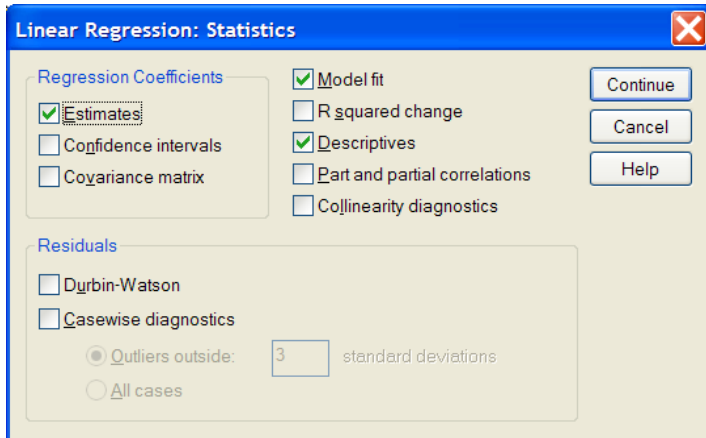 Linear Regression: Statistics
Regression Coefficients
Estimates
Confidence intervals
Covariance matrix
Model fit
R squared change
Descriptives
Part and partial correlations
Collinearity diagnostics
Continue
Cancel
Help
Residuals
Durbin-Watson
Casewise diagnostics
Outliers outside: 3 standard deviations
All cases